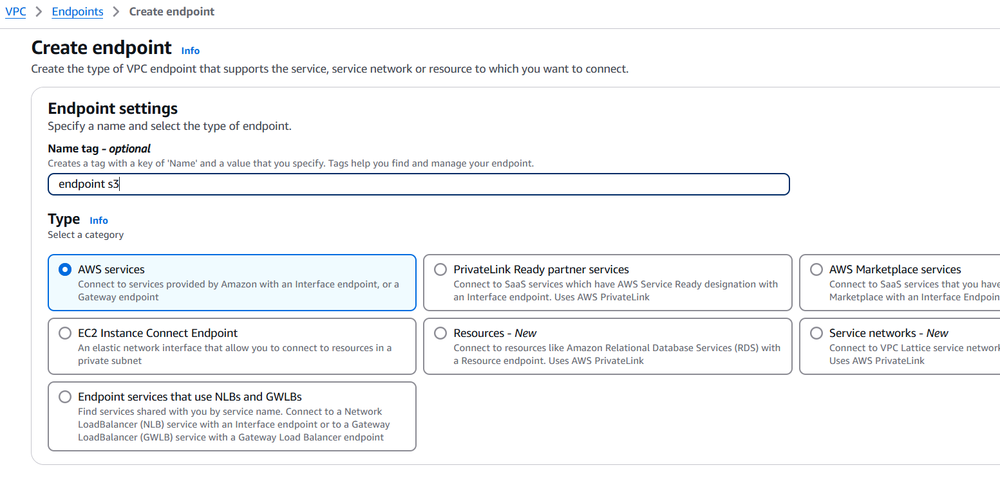 VPC > Endpoints > Create endpoint
Create endpoint Info
Create the type of VPC endpoint that supports the service, service network or resource to which you want to connect.
Endpoint settings
Specify a name and select the type of endpoint.
Name tag - optional
Creates a tag with a key of 'Name' and a value that you specify. Tags help you find and manage your endpoint.
endpoint s3
Type Info
Select a category
AWS services
Connect to services provided by Amazon with an Interface endpoint, or a
Gateway endpoint
PrivateLink Ready partner services
Connect to SaaS services which have AWS Service Ready designation with
an Interface endpoint. Uses AWS PrivateLink
AWS Marketplace services
Connect to SaaS services that you have
Marketplace with an Interface Endpoin
EC2 Instance Connect Endpoint
An elastic network interface that allow you to connect to resources in a
private subnet
Resources - New
Connect to resources like Amazon Relational Database Services (RDS) with
a Resource endpoint. Uses AWS PrivateLink
Service networks - New
Connect to VPC Lattice service network
Uses AWS PrivateLink
Endpoint services that use NLBs and GWLBs
Find services shared with you by service name. Connect to a Network
LoadBalancer (NLB) service with an Interface endpoint or to a Gateway
LoadBalancer (GWLB) service with a Gateway Load Balancer endpoint